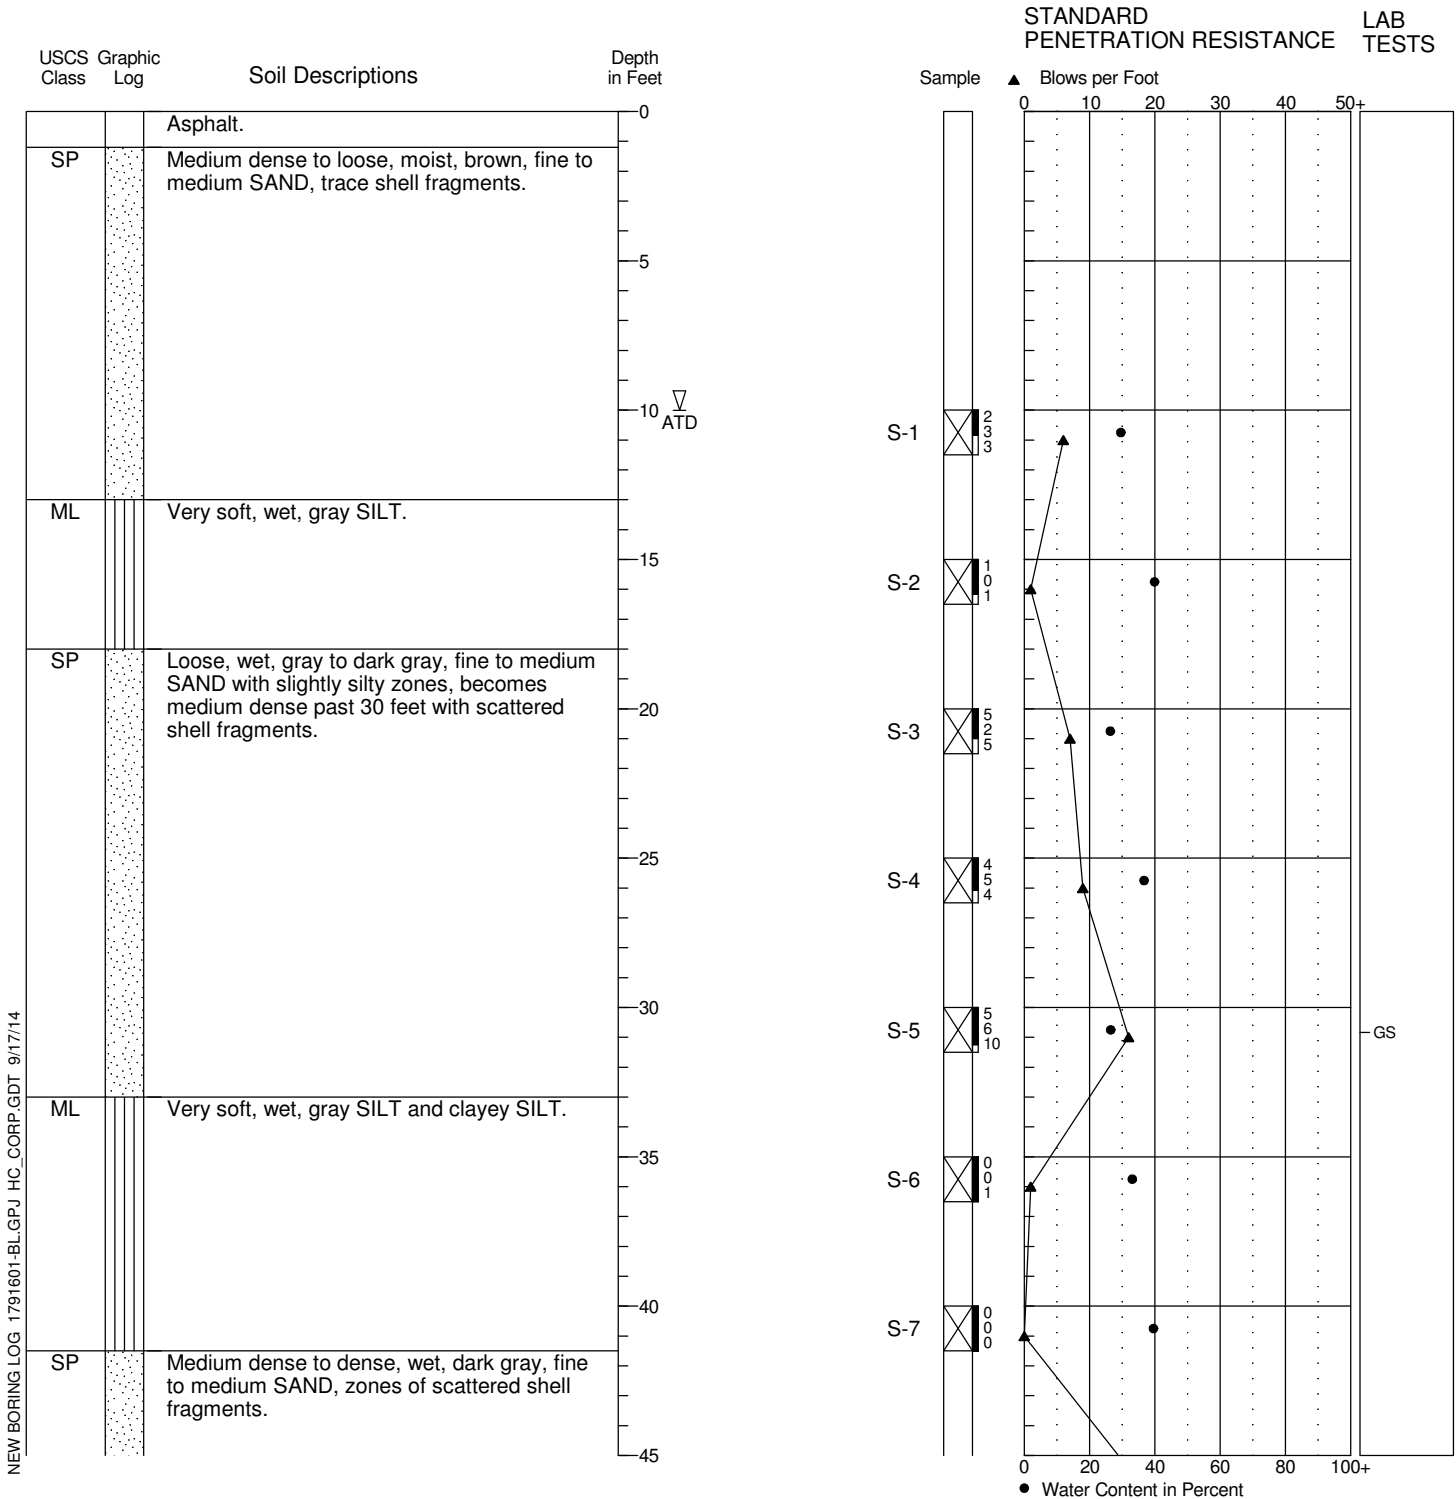 STANDARD
PENETRATION RESISTANCE
LAB
TESTS
USCS Graphic
Class Log
Soil Descriptions
Depth
in Feet
Sample
▲ Blows per Foot
0 10 20 30 40 50+
0
Asphalt.
SP
Medium dense to loose, moist, brown, fine to
medium SAND, trace shell fragments.
5
10
ATD
S-1
2
3
3
ML
Very soft, wet, gray SILT.
15
S-2
1
0
1
SP
Loose, wet, gray to dark gray, fine to medium
SAND with slightly silty zones, becomes
medium dense past 30 feet with scattered
shell fragments.
20
S-3
5
2
5
25
S-4
4
5
4
30
S-5
5
6
10
GS
ML
Very soft, wet, gray SILT and clayey SILT.
35
S-6
0
0
1
40
S-7
0
0
0
SP
Medium dense to dense, wet, dark gray, fine
to medium SAND, zones of scattered shell
fragments.
45
0 20 40 60 80 100+
● Water Content in Percent
NEW BORING LOG 1791601-BL.GPJ HC_CORP.GDT 9/17/14